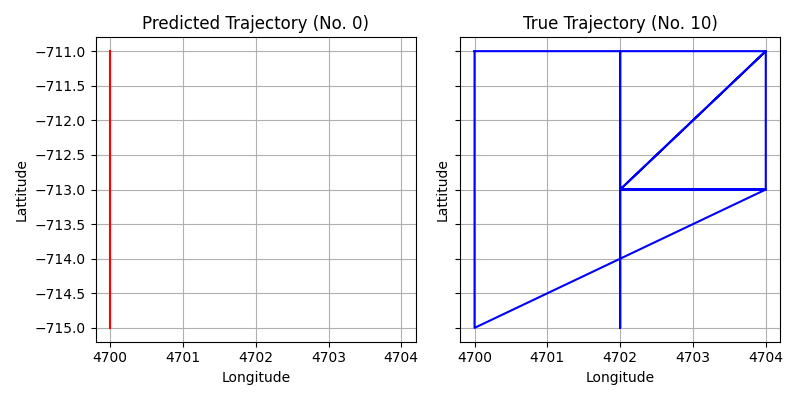 Predicted Trajectory (No. 0)
True Trajectory (No. 10)
Lattitude
−711.0
−711.5
−712.0
−712.5
−713.0
−713.5
−714.0
−714.5
−715.0
4700 4701 4702 4703 4704
Longitude
Lattitude
4700 4701 4702 4703 4704
Longitude